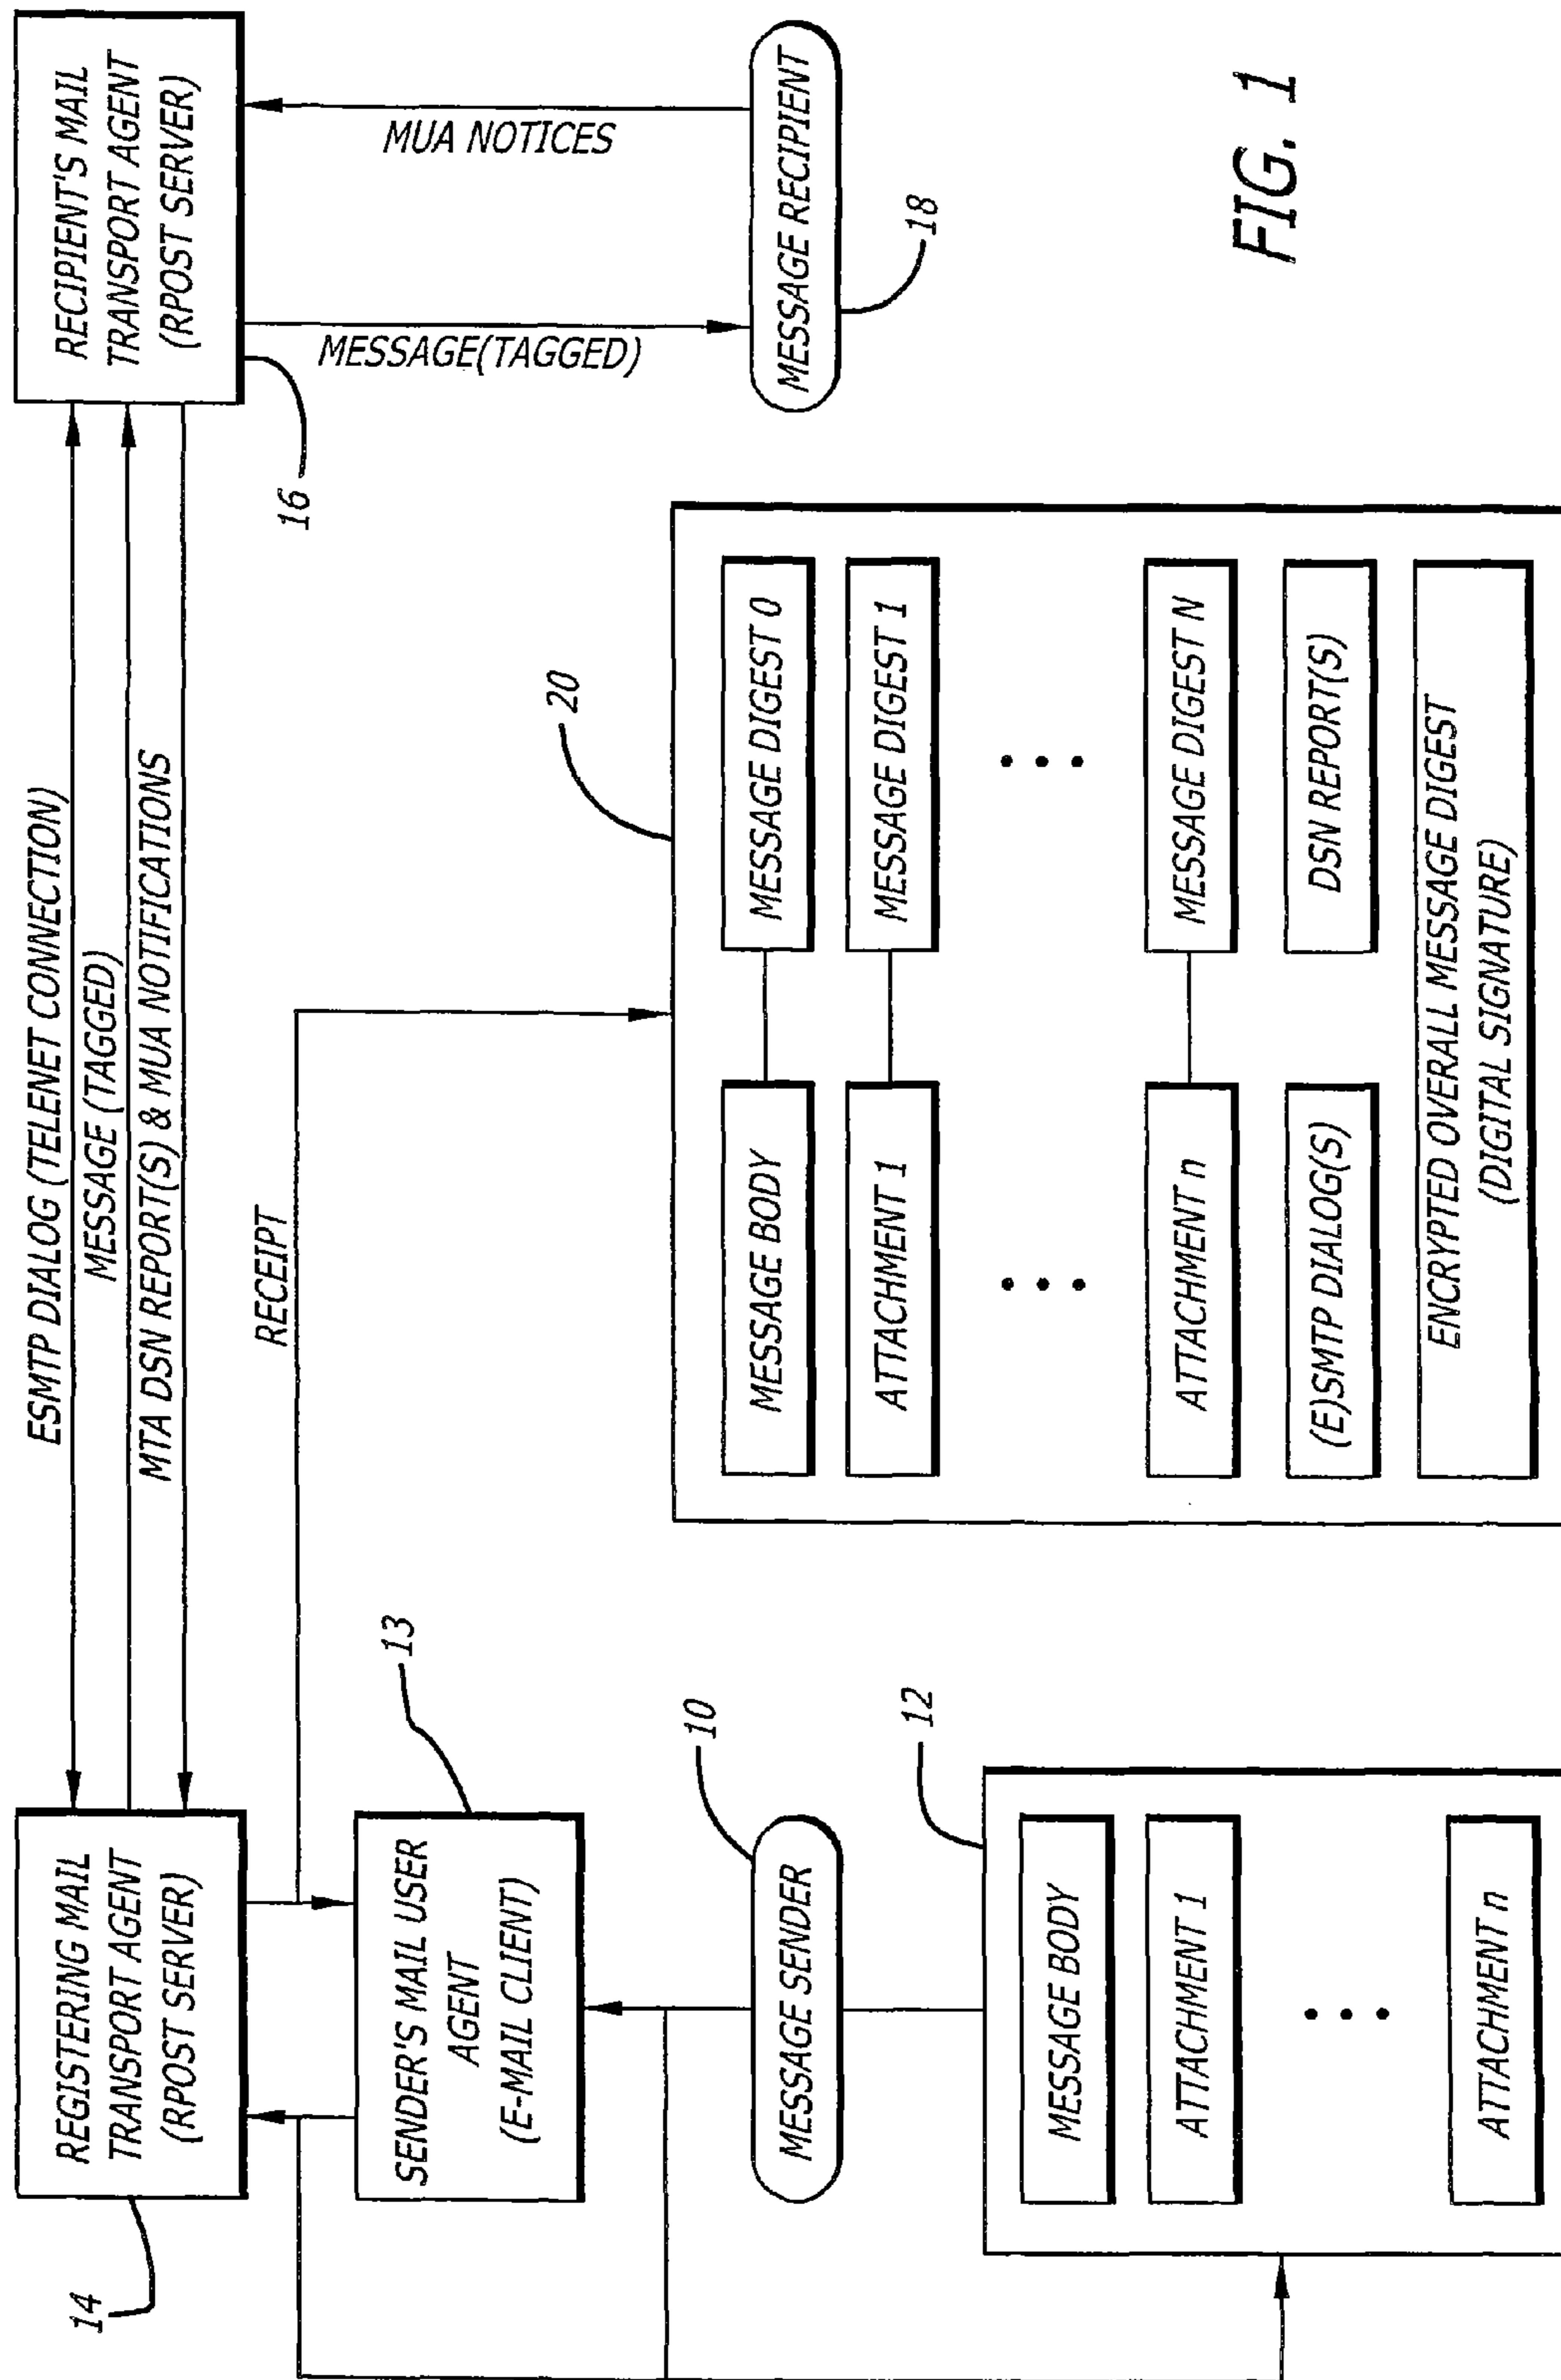 REGISTERING MAIL
TRANSPORT AGENT
(RPOST SERVER)
14
ESMTP DIALOG (TELENET CONNECTION)
MESSAGE (TAGGED)
MTA DSN REPORT(S) & MUA NOTIFICATIONS
RECIPIENT'S MAIL
TRANSPORT AGENT
(RPOST SERVER)
16
RECEIPT
SENDER'S MAIL USER
AGENT
(E-MAIL CLIENT)
13
MESSAGE(TAGGED)
MUA NOTICES
MESSAGE SENDER
10
MESSAGE RECIPIENT
18
12
MESSAGE BODY
ATTACHMENT 1
ATTACHMENT n
20
MESSAGE BODY
MESSAGE DIGEST 0
ATTACHMENT 1
MESSAGE DIGEST 1
ATTACHMENT n
MESSAGE DIGEST N
(E)SMTP DIALOG(S)
DSN REPORT(S)
ENCRYPTED OVERALL MESSAGE DIGEST
(DIGITAL SIGNATURE)
FIG. 1